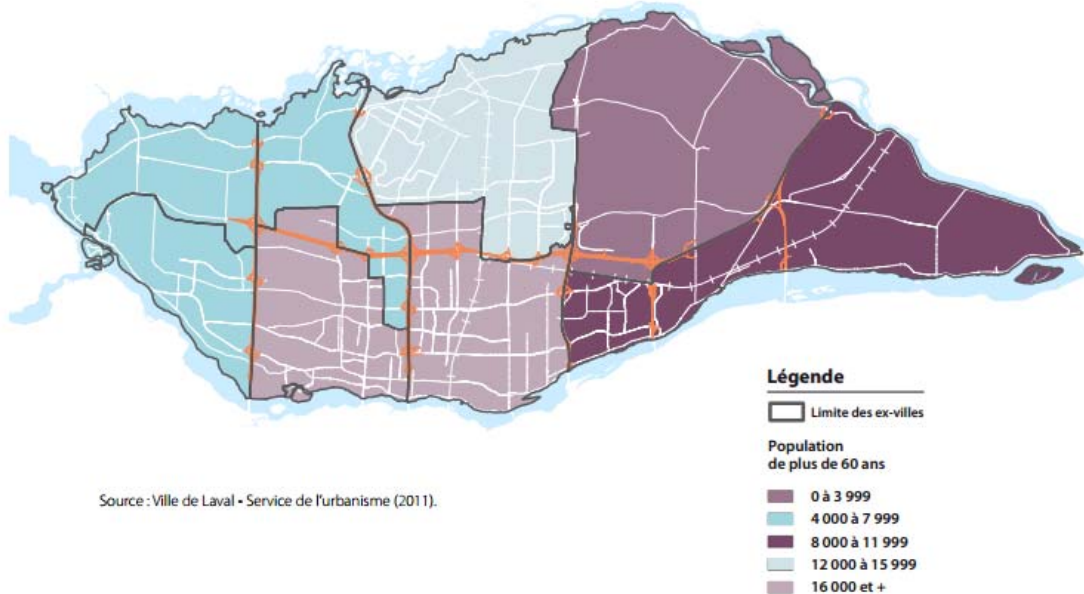 Légende
Limite des ex-villes
Population
de plus de 60 ans
0 à 3 999
4 000 à 7 999
8 000 à 11 999
12 000 à 15 999
16 000 et +
Source : Ville de Laval • Service de l'urbanisme (2011).